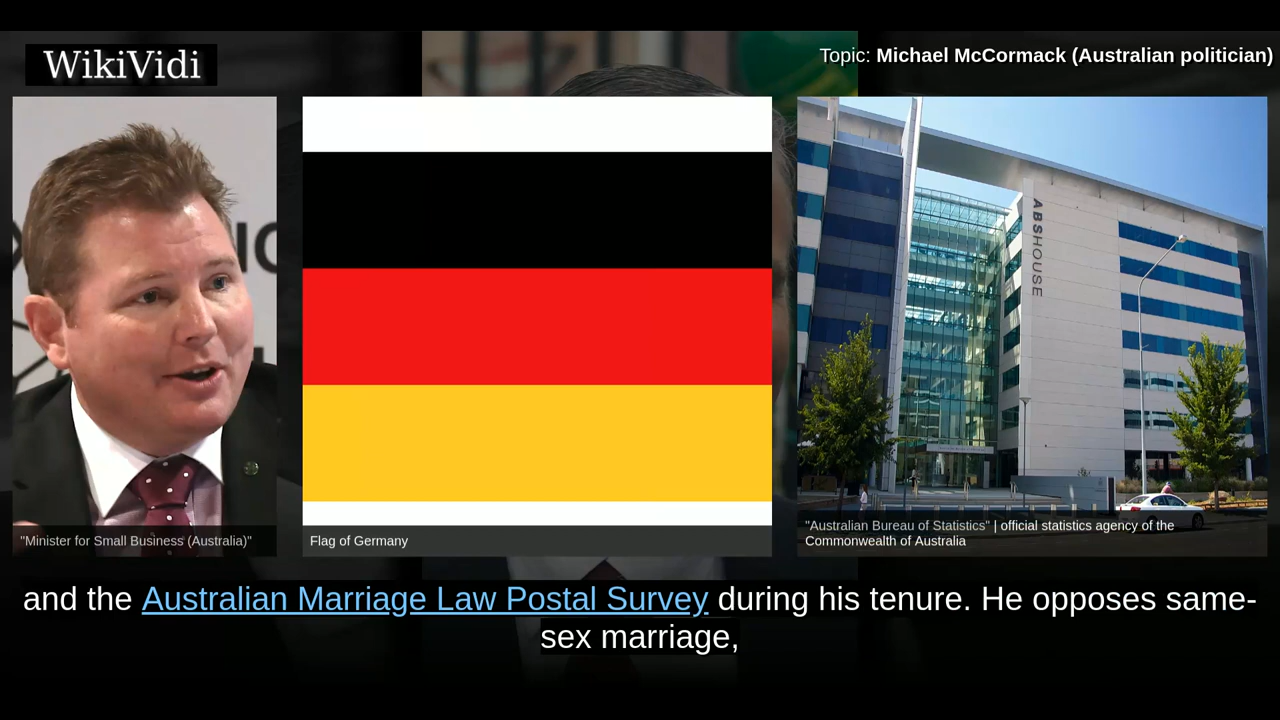 WikiVidi
Topic: Michael McCormack (Australian politician)
ABSHOUSE
"Minister for Small Business (Australia)"
Flag of Germany
"Australian Bureau of Statistics" | official statistics agency of the
Commonwealth of Australia
and the Australian Marriage Law Postal Survey during his tenure. He opposes same-
sex marriage,